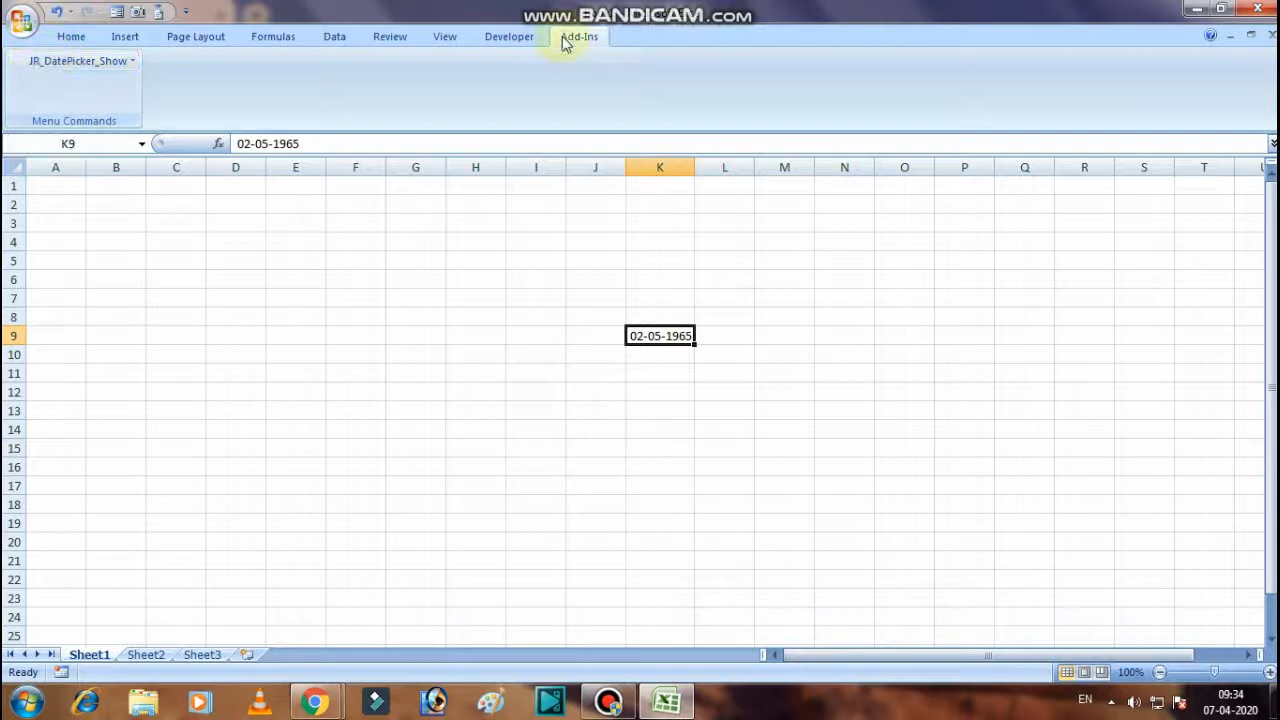 www.BANDICAM.com
Home Insert Page Layout Formulas Data Review View Developer Add-Ins
JR_DatePicker_Show
Menu Commands
K9 fx 02-05-1965
A B C D E F G H I J K L M N O P Q R S T U
1
2
3
4
5
6
7
8
9 02-05-1965
10
11
12
13
14
15
16
17
18
19
20
21
22
23
24
25
Sheet1 Sheet2 Sheet3
Ready 100%
EN 09:34
07-04-2020